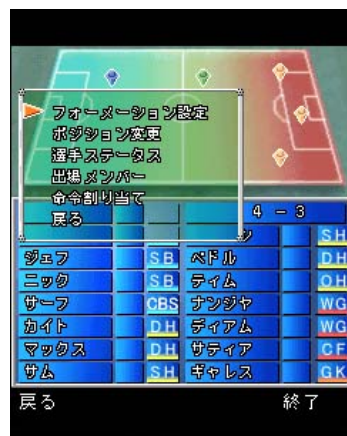 フォーメーション設定
ポジション変更
選手ステータス
出場メンバー
命令割り当て
戻る
4 － 3
SH
ジェフ SB ペドル DH
ニック SB ティム OH
サーフ CBS ナンジヤ WG
カイト DH ディアム WG
マックス DH サティア CF
サム SH ギャレス GK
戻る 終了